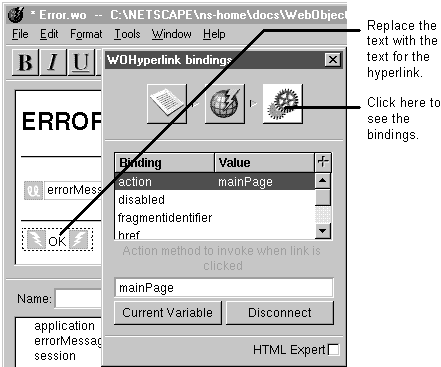 * Error.wo -- C:\NETSCAPE\ns-home\docs\WebObject
File Edit Format Tools Window Help
B I U
WOHyperlink bindings
ERROR
Binding Value
action mainPage
disabled
fragmentidentifier
href
errorMess
OK
Action method to invoke when link is
clicked
mainPage
Current Variable Disconnect
HTML Expert
Name:
application
errorMessag
session
Replace the
text with the
text for the
hyperlink.
Click here to
see the
bindings.